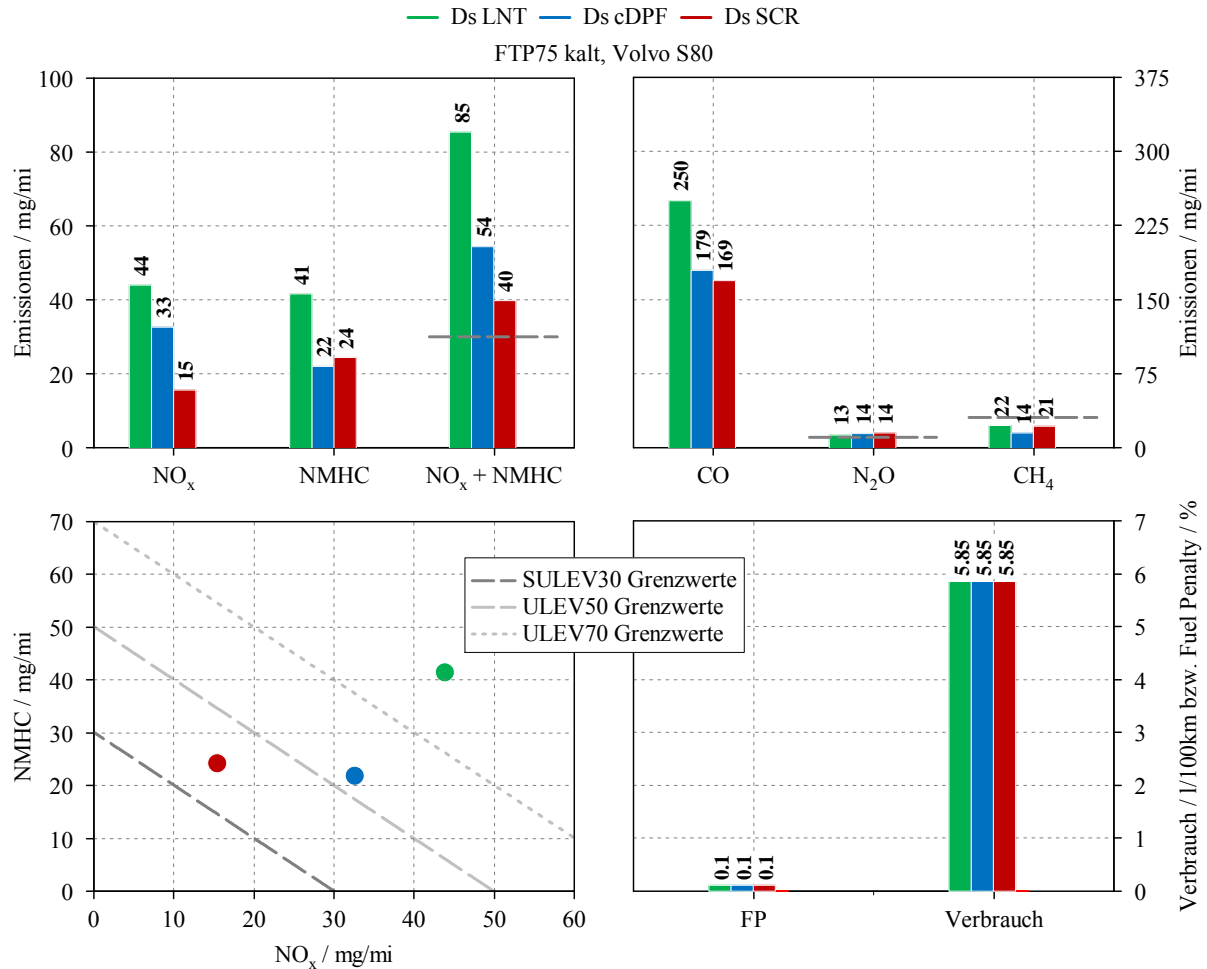 Ds LNT Ds cDPF Ds SCR
FTP75 kalt, Volvo S80
Emissionen / mg/mi
100
80
60
40
20
0
44
33
15
41
22
24
85
54
40
NOx
NMHC
NOx + NMHC
250
179
169
13
14
14
22
14
21
CO
N2O
CH4
375
300
225
150
75
0
Emissionen / mg/mi
NMHC / mg/mi
70
60
50
40
30
20
10
0
0 10 20 30 40 50 60
NOx / mg/mi
SULEV30 Grenzwerte
ULEV50 Grenzwerte
ULEV70 Grenzwerte
0.1
0.1
0.1
5.85
5.85
5.85
FP
Verbrauch
7
6
5
4
3
2
1
0
Verbrauch / l/100km bzw. Fuel Penalty / %